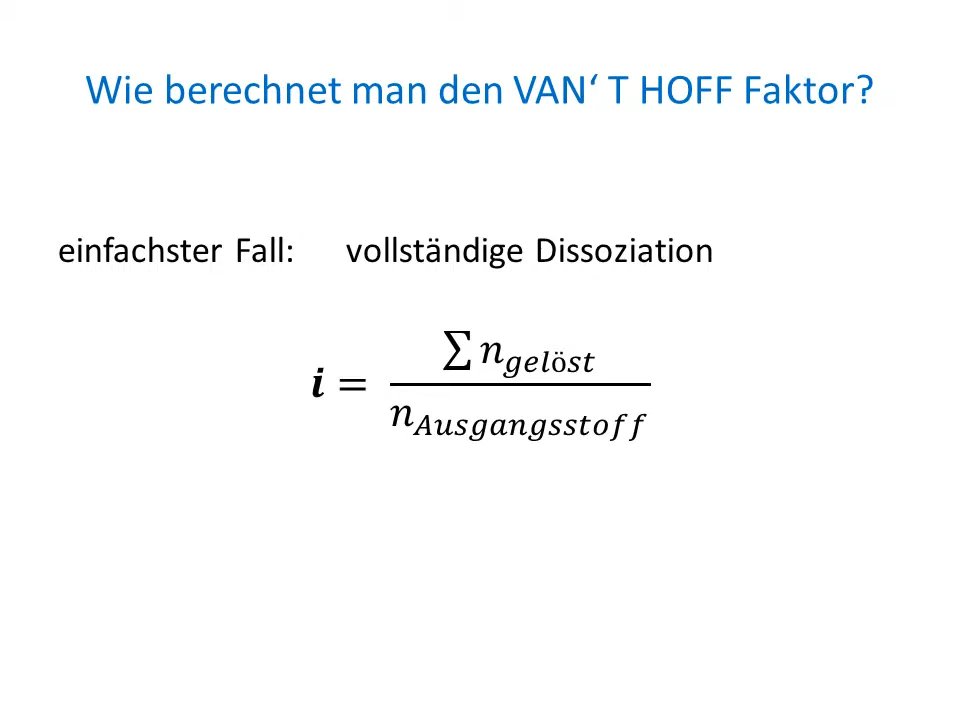 Wie berechnet man den VAN‘ T HOFF Faktor?
einfachster Fall: vollständige Dissoziation
i = ∑ n_gelöst / n_Ausgangsstoff